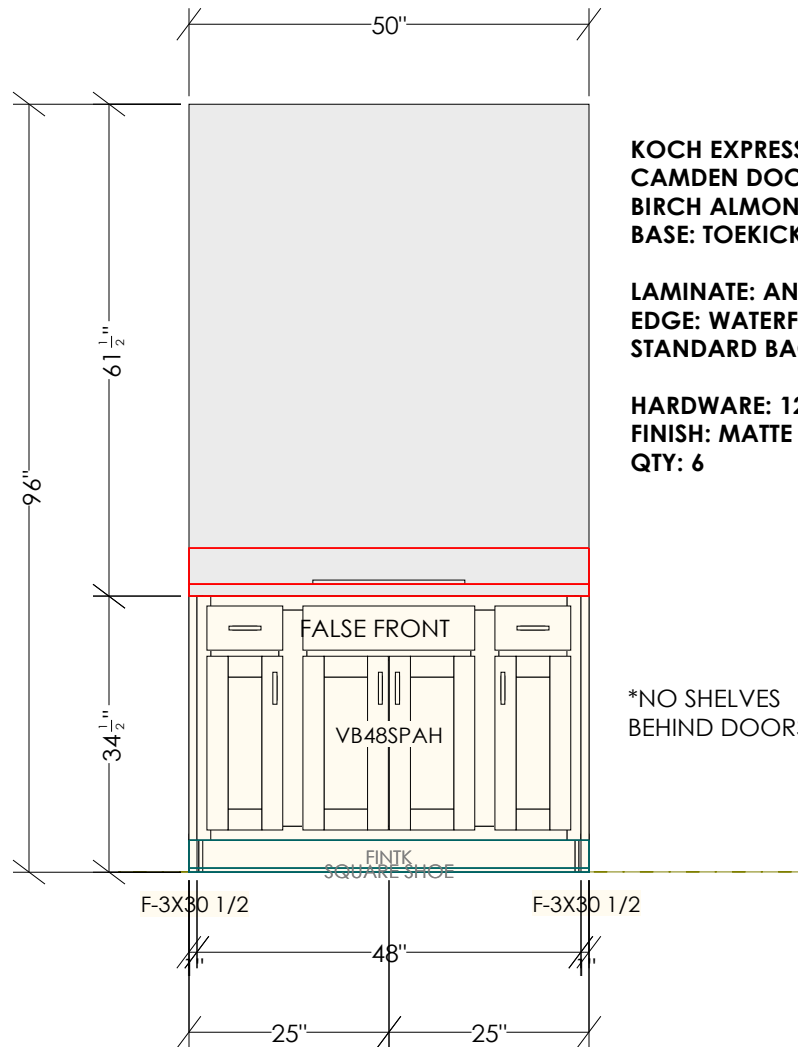 50"
KOCH EXPRESS
CAMDEN DOO
BIRCH ALMON
BASE: TOEKICK
LAMINATE: AN
EDGE: WATERF
STANDARD BA
HARDWARE: 12
FINISH: MATTE
QTY: 6
61 1/2"
96"
FALSE FRONT
34 1/2"
VB48SPAH
*NO SHELVES
BEHIND DOORS
FINTK
SQUARE SHOE
F-3X30 1/2
F-3X30 1/2
1"
48"
1"
25"
25"